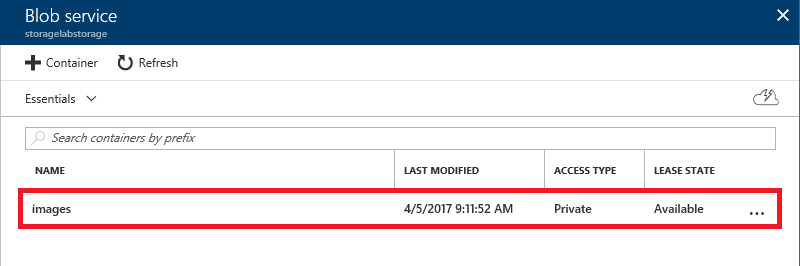 Blob service
storagelabstorage
Container Refresh
Essentials
Search containers by prefix
NAME LAST MODIFIED ACCESS TYPE LEASE STATE
images 4/5/2017 9:11:52 AM Private Available ...